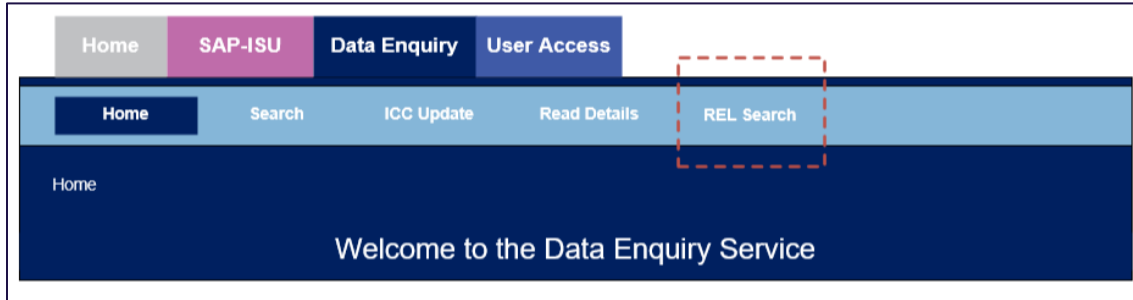 Home SAP-ISU Data Enquiry User Access
Home Search ICC Update Read Details REL Search
Home
Welcome to the Data Enquiry Service